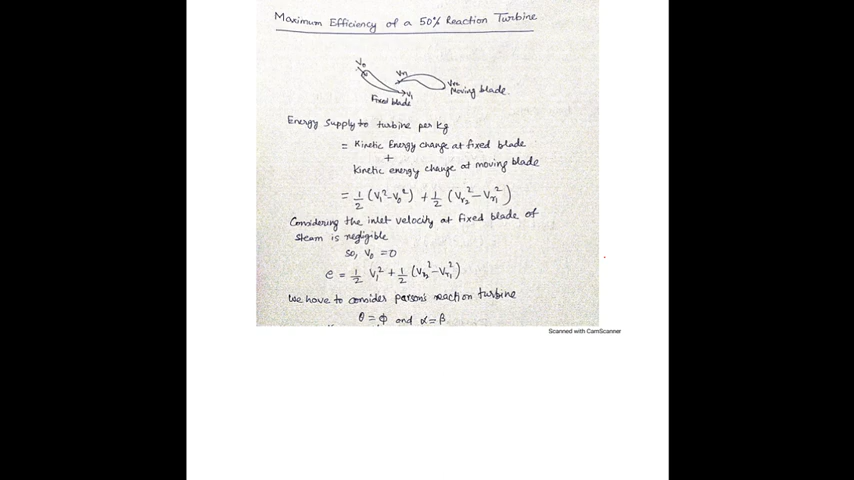 Maximum Efficiency of a 50% Reaction Turbine
V₀
Vr₁
Vr₂
Moving blade.
V₁
Fixed blade
Energy Supply to turbine per kg
= Kinetic Energy change at fixed blade
+
Kinetic energy change at moving blade
= 1/2 (V₁² - V₀²) + 1/2 (Vr₂² - Vr₁²)
Considering the inlet velocity at fixed blade of
steam is negligible
so, V₀ = 0
e = 1/2 V₁² + 1/2 (Vr₂² - Vr₁²)
We have to consider parson's reaction turbine
θ = φ and α = β
Scanned with CamScanner